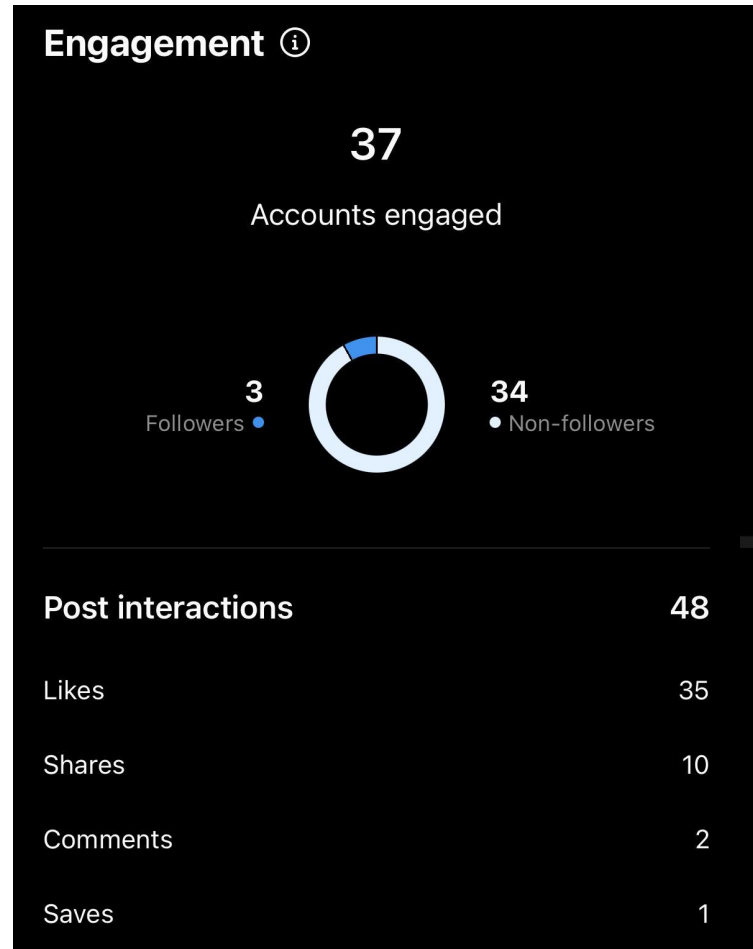 Engagement
37
Accounts engaged
3
Followers
34
Non-followers
Post interactions 48
Likes 35
Shares 10
Comments 2
Saves 1